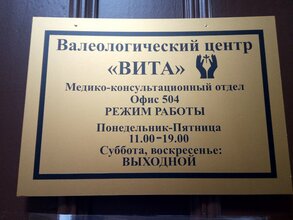 Валеологический центр
«ВИТА»
Медико-консультационный отдел
Офис 504
РЕЖИМ РАБОТЫ
Понедельник-Пятница
11.00-19.00
Суббота, воскресенье:
ВЫХОДНОЙ